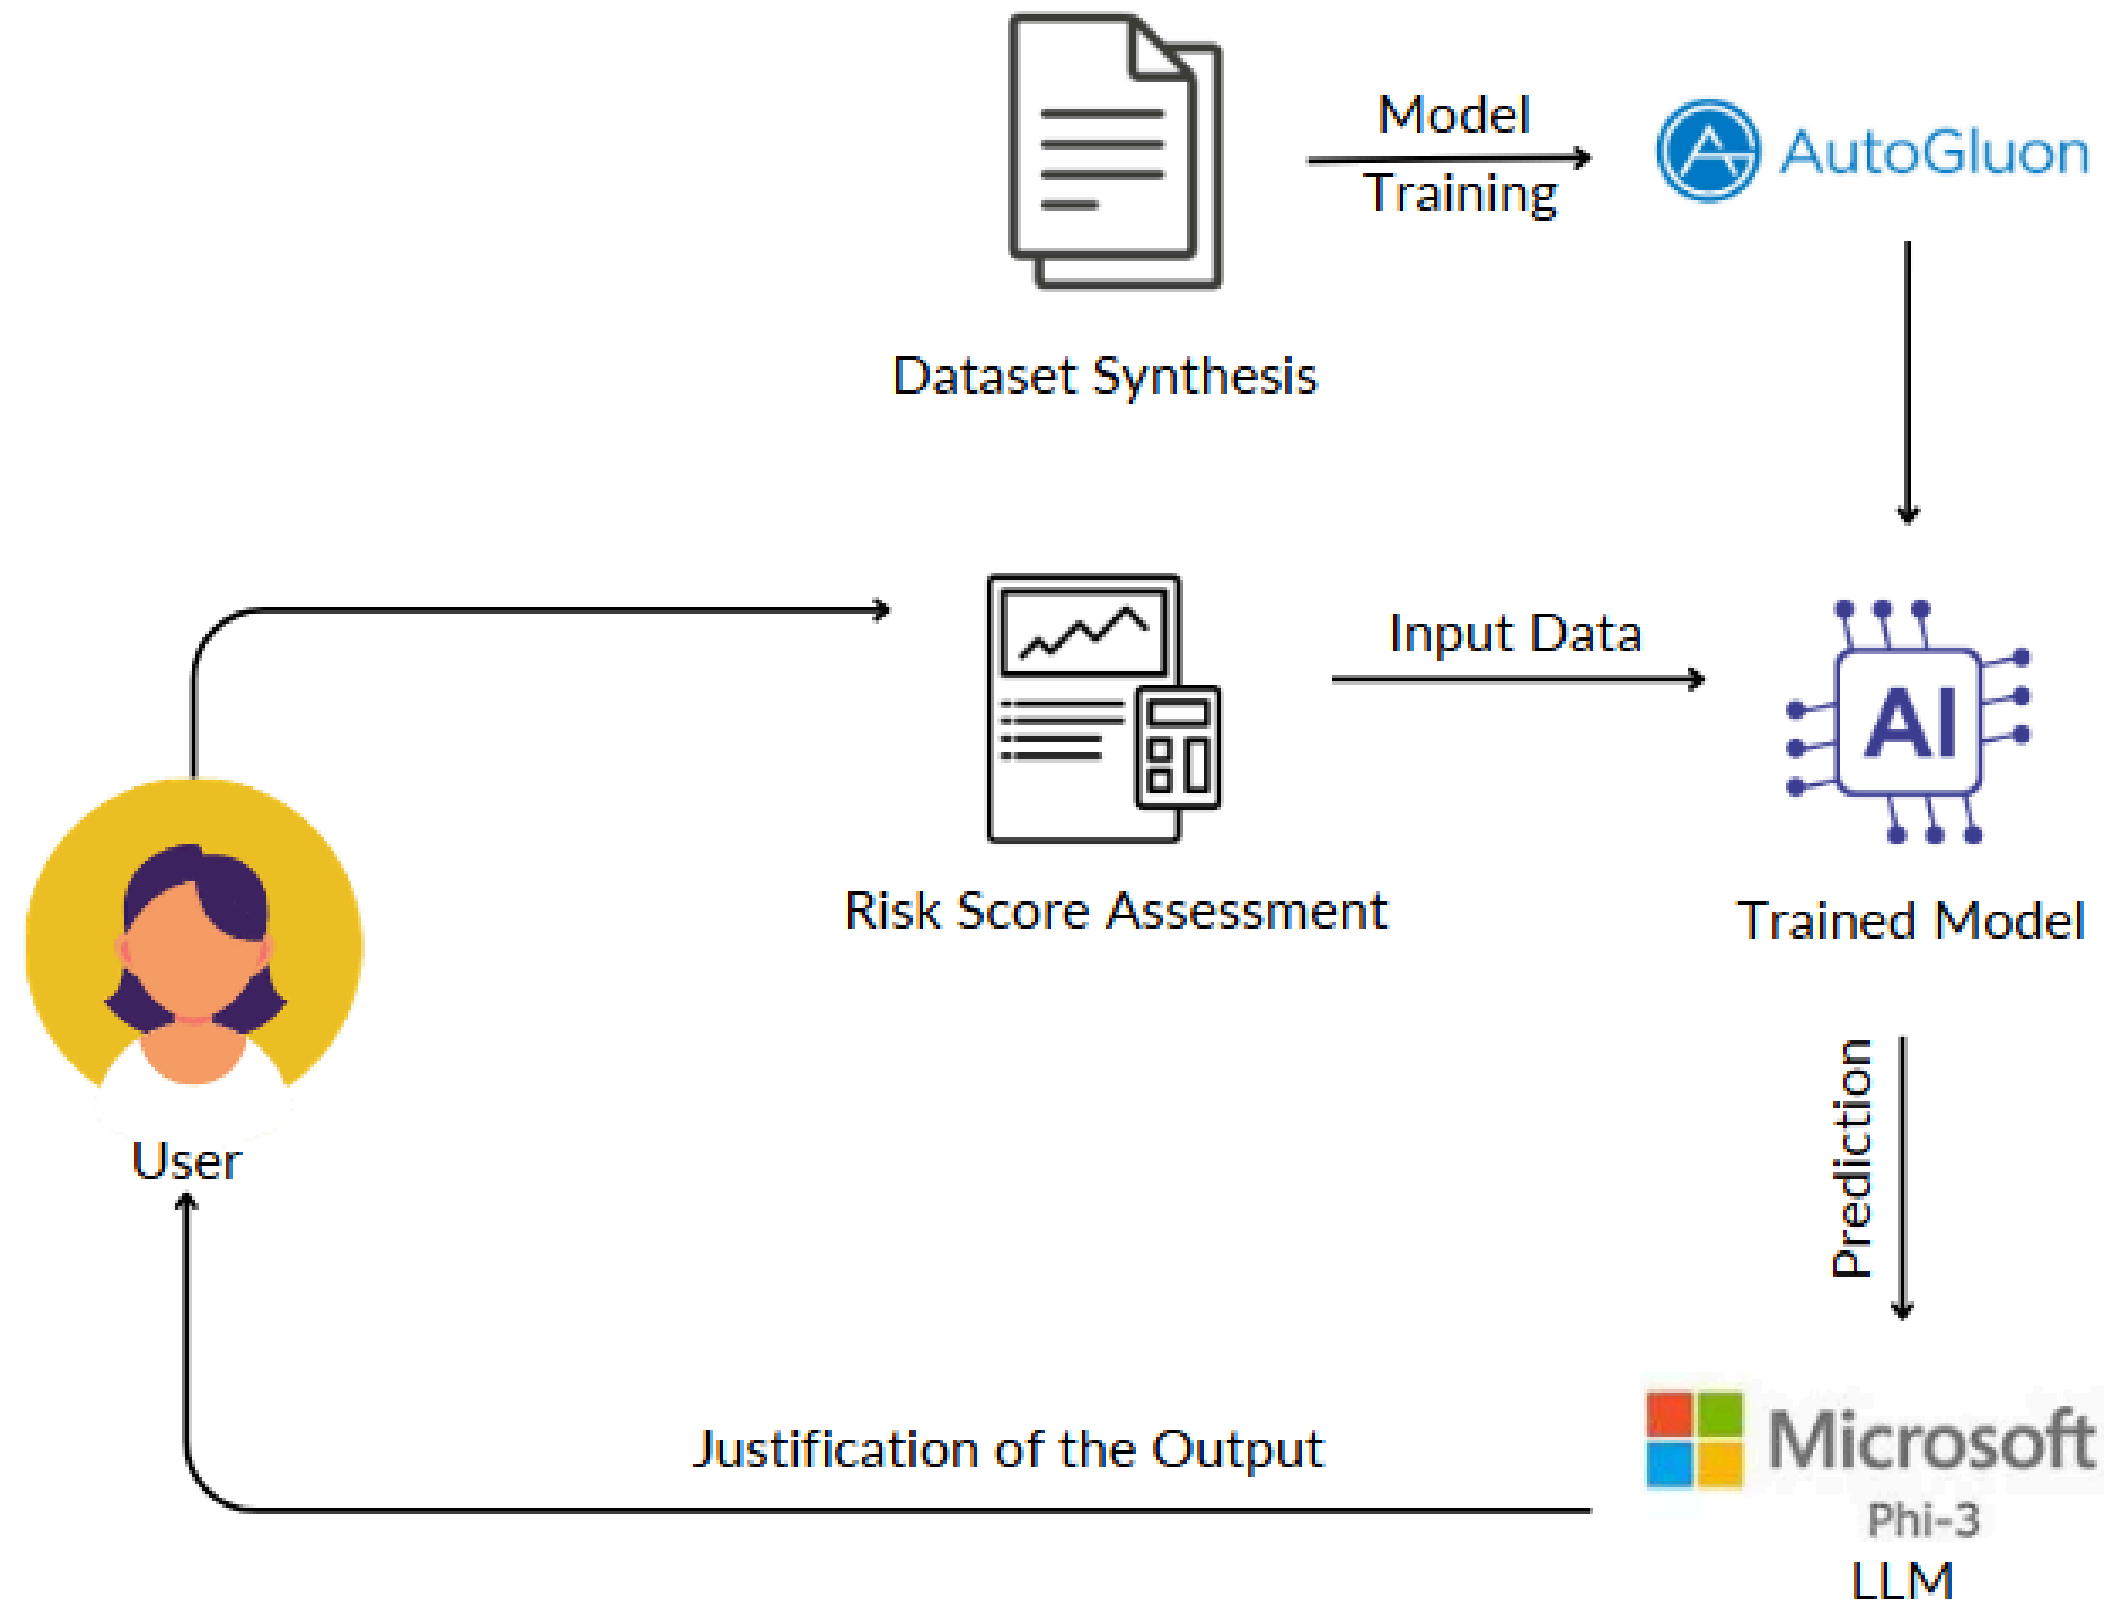 Model
Training
AutoGluon
Dataset Synthesis
Input Data
AI
Risk Score Assessment
Trained Model
User
Prediction
Justification of the Output
Microsoft
Phi-3
LLM